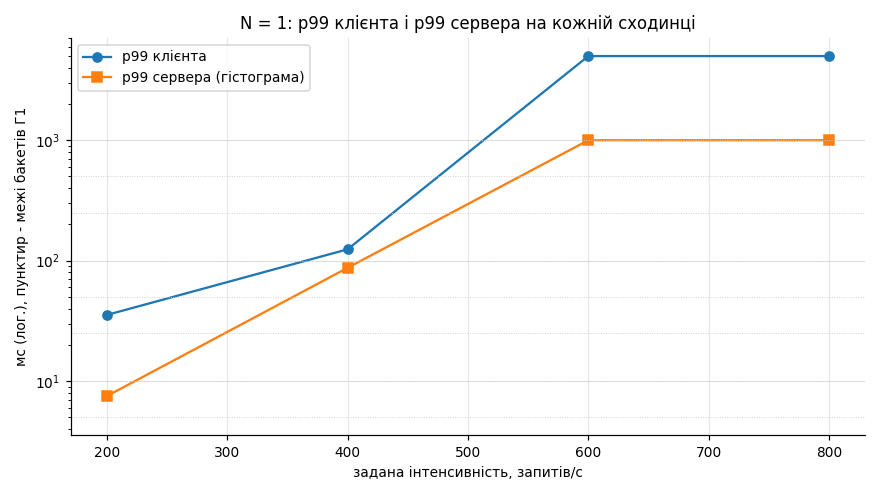 N = 1: p99 клієнта і p99 сервера на кожній сходинці
p99 клієнта
p99 сервера (гістограма)
мс (лог.), пунктир - межі бакетів Г1
10³
10²
10¹
200 300 400 500 600 700 800
задана інтенсивність, запитів/с